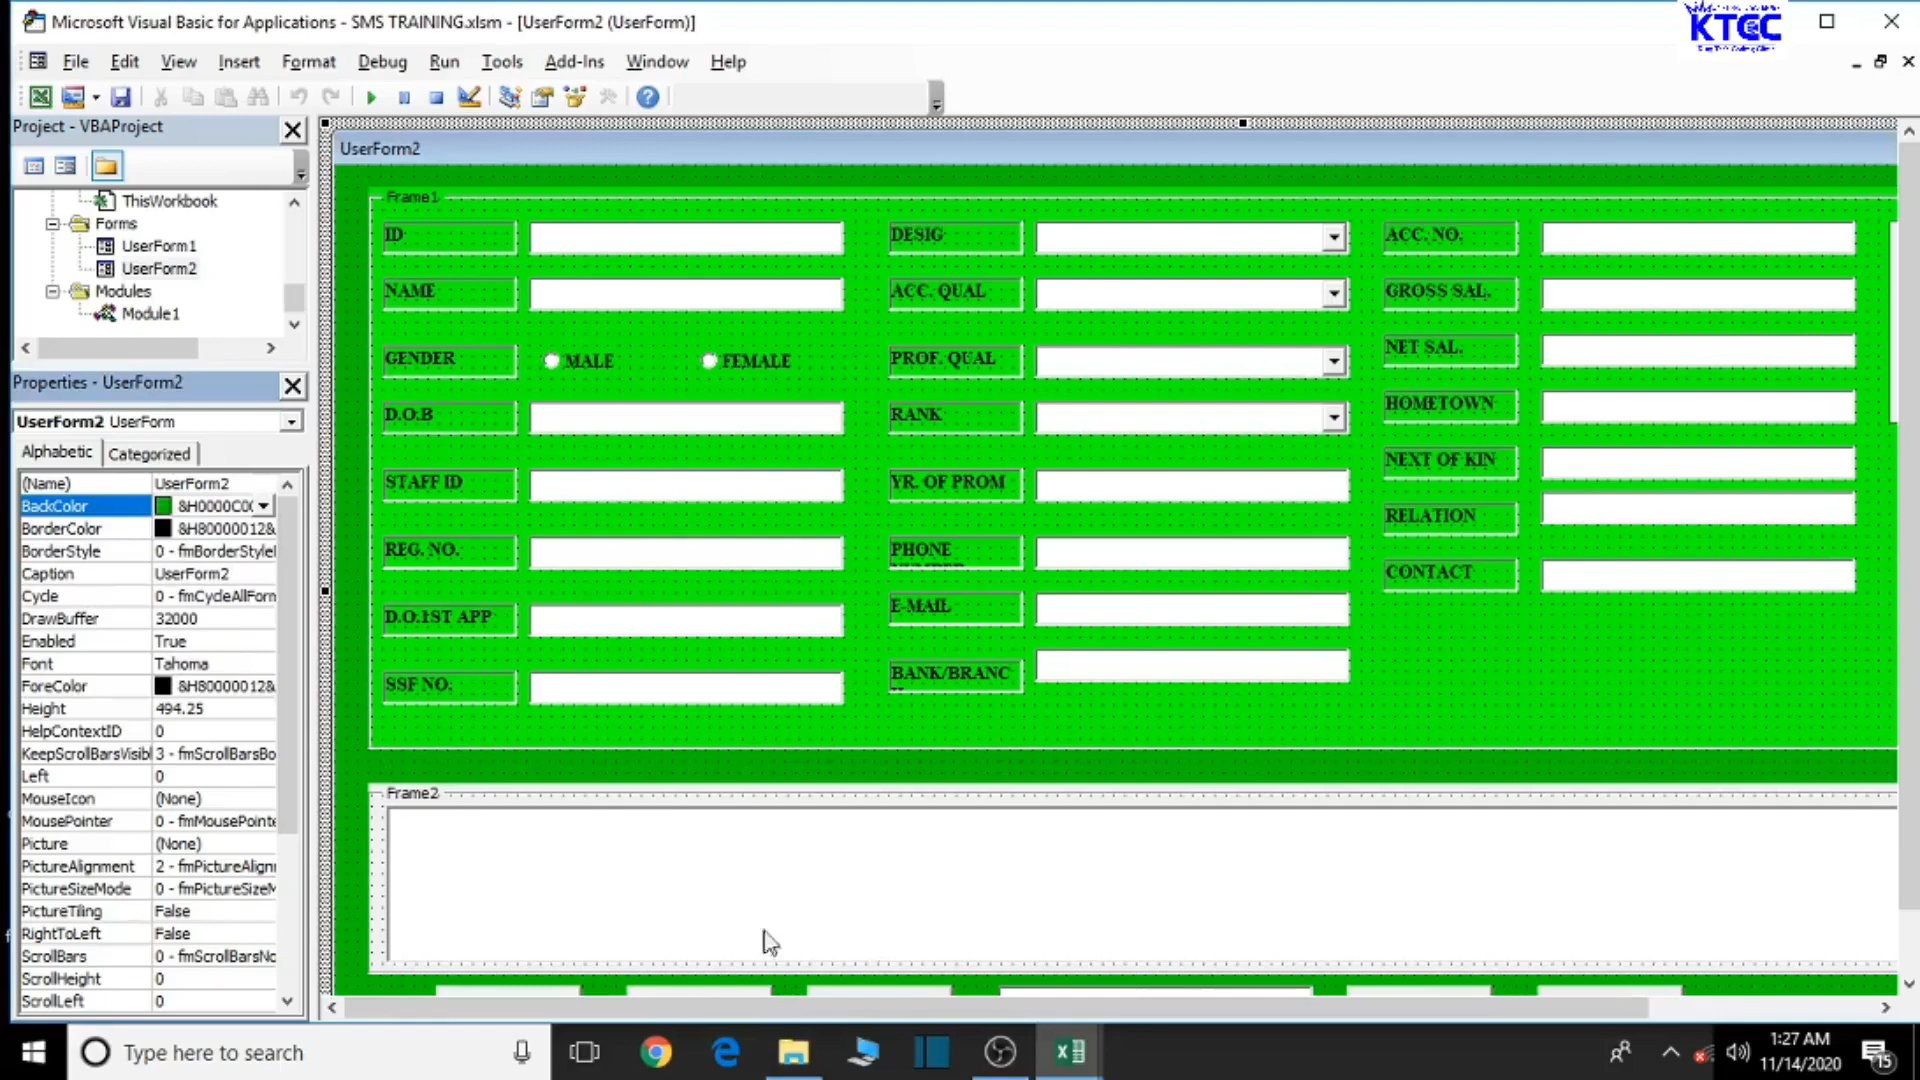 Microsoft Visual Basic for Applications - SMS TRAINING.xlsm - [UserForm2 (UserForm)]
KTCC
File Edit View Insert Format Debug Run Tools Add-Ins Window Help
Project - VBAProject
ThisWorkbook
Forms
UserForm1
UserForm2
Modules
Module1
Properties - UserForm2
UserForm2 UserForm
Alphabetic Categorized
(Name) UserForm2
BackColor &H0000C0(
BorderColor &H80000012&
BorderStyle 0 - fmBorderStyle
Caption UserForm2
Cycle 0 - fmCycleAllForm
DrawBuffer 32000
Enabled True
Font Tahoma
ForeColor &H80000012&
Height 494.25
HelpContextID 0
KeepScrollBarsVisibl 3 - fmScrollBarsBo
Left 0
MouseIcon (None)
MousePointer 0 - fmMousePointe
Picture (None)
PictureAlignment 2 - fmPictureAlign
PictureSizeMode 0 - fmPictureSizeM
PictureTiling False
RightToLeft False
ScrollBars 0 - fmScrollBarsNo
ScrollHeight 0
ScrollLeft 0
UserForm2
Frame1
ID DESIG ACC. NO.
NAME ACC. QUAL GROSS SAL.
NET SAL.
GENDER MALE FEMALE PROF. QUAL
D.O.B RANK HOMETOWN
NEXT OF KIN
STAFF ID YR. OF PROM
RELATION
REG. NO. PHONE
CONTACT
D.O.1ST APP E-MAIL
SSF NO. BANK/BRANC
Frame2
Type here to search
1:27 AM
11/14/2020
15